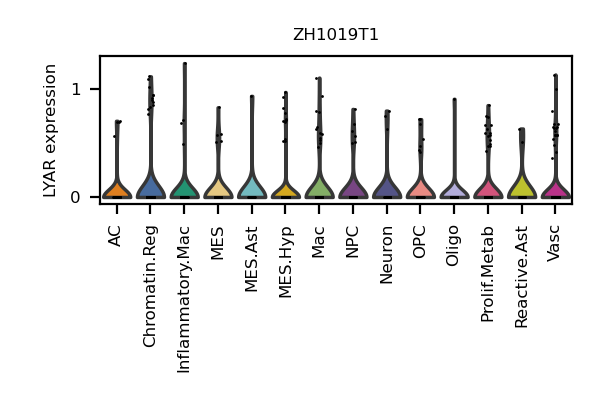 ZH1019T1
LYAR expression
1
0
AC
Chromatin.Reg
Inflammatory.Mac
MES
MES.Ast
MES.Hyp
Mac
NPC
Neuron
OPC
Oligo
Prolif.Metab
Reactive.Ast
Vasc